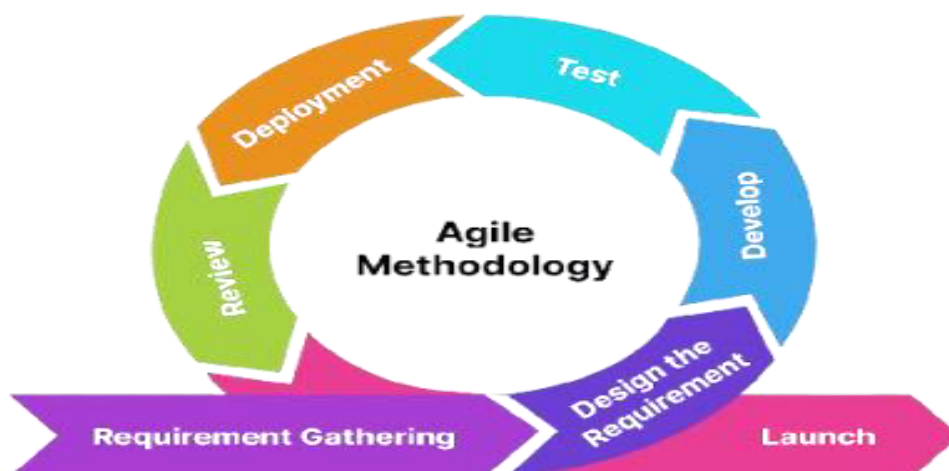 Deployment
Test
Develop
Review
Agile
Methodology
Design the
Requirement
Requirement Gathering
Launch